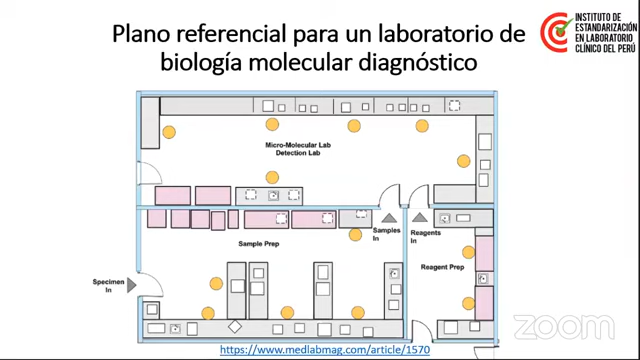 Plano referencial para un laboratorio de
biología molecular diagnóstico
INSTITUTO DE
ESTANDARIZACIÓN
EN LABORATORIO
CLÍNICO DEL PERÚ
Micro-Molecular Lab
Detection Lab
Samples
In
Reagents
In
Sample Prep
Reagent Prep
Specimen
In
https://www.medlabmag.com/article/1570
zoom